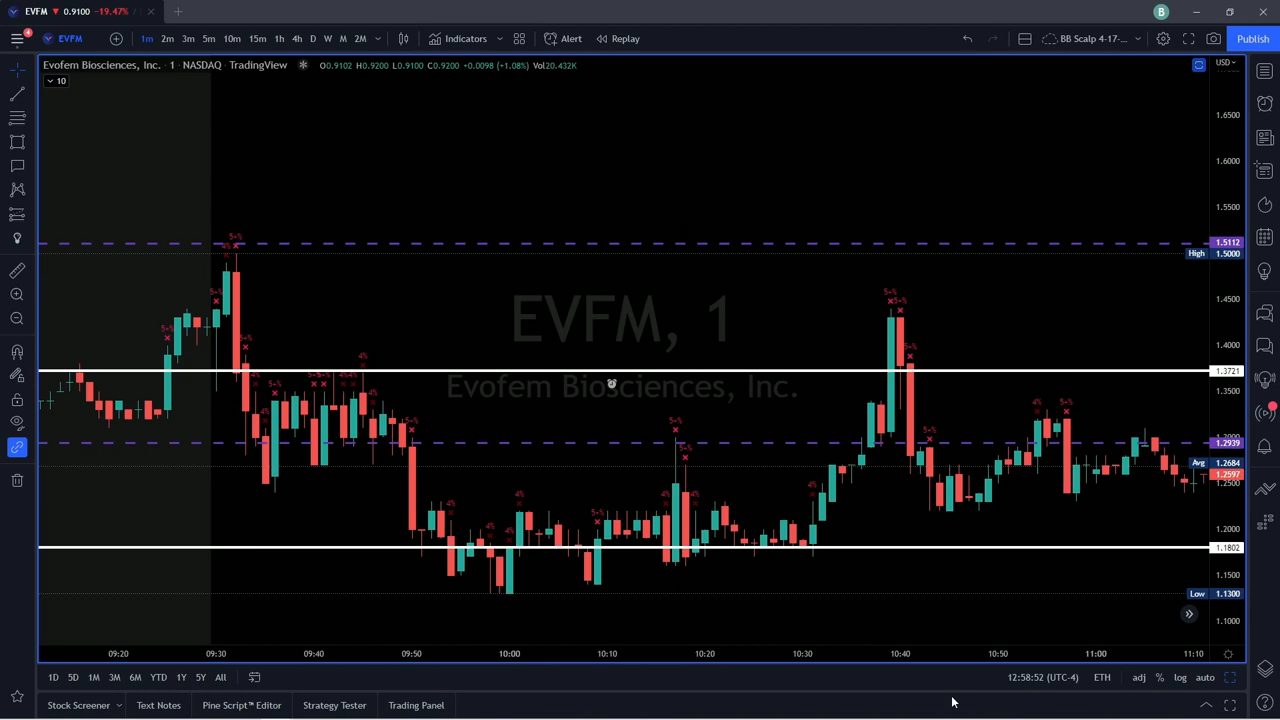 EVFM 0.9100 -19.47%
B
4
EVFM
1m 2m 3m 5m 10m 15m 1h 4h D W M 2M
Indicators
Alert
Replay
BB Scalp 4-17-...
Publish
Evofem Biosciences, Inc. · 1 · NASDAQ · TradingView
O0.9102 H0.9200 L0.9100 C0.9200 +0.0098 (+1.08%) Vol20.432K
USD
10
EVFM, 1
Evofem Biosciences, Inc.
1.6500
1.6000
1.5500
1.5112
High 1.5000
1.4500
1.4000
1.3721
1.3500
1.2939
Avg 1.2684
1.2597
1.2500
1.2000
1.1802
1.1500
Low 1.1300
1.1000
09:20 09:30 09:40 09:50 10:00 10:10 10:20 10:30 10:40 10:50 11:00 11:10
1D 5D 1M 3M 6M YTD 1Y 5Y All
12:58:52 (UTC-4) ETH adj % log auto
Stock Screener Text Notes Pine Script™ Editor Strategy Tester Trading Panel